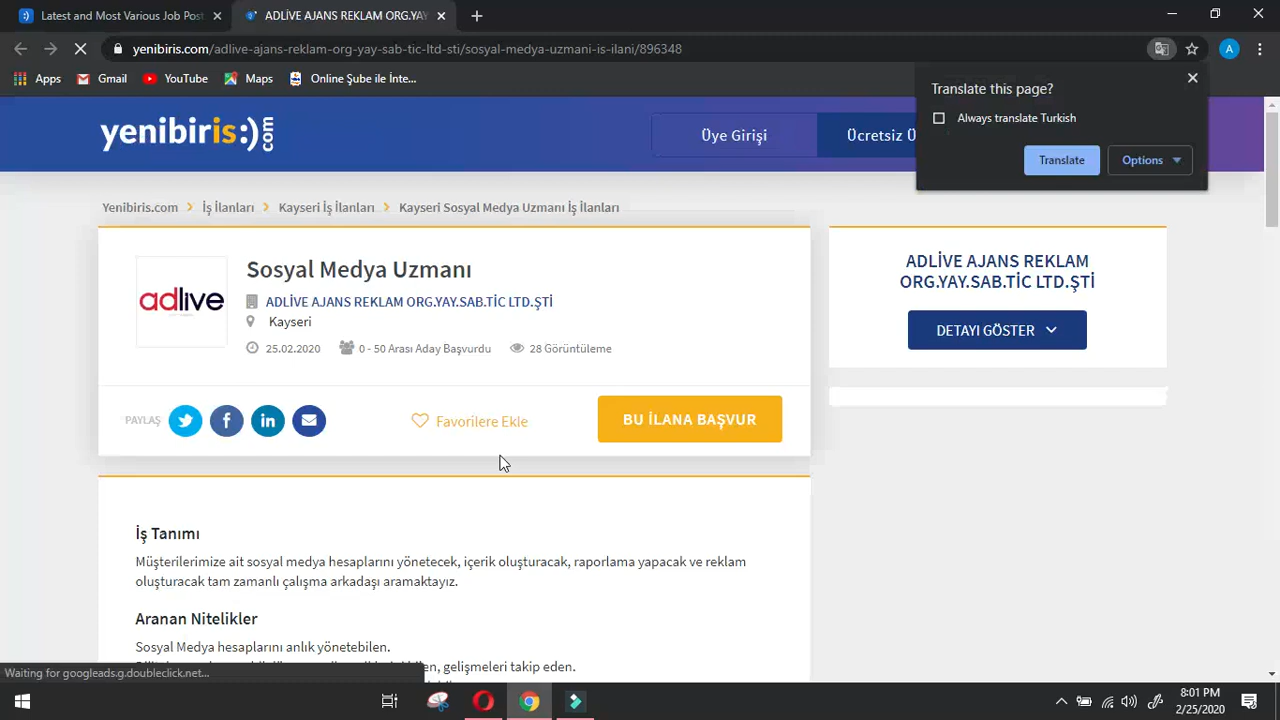 Latest and Most Various Job Post
ADLİVE AJANS REKLAM ORG.YAY
yenibiris.com/adlive-ajans-reklam-org-yay-sab-tic-ltd-sti/sosyal-medya-uzmani-is-ilani/896348
A
Apps
Gmail
YouTube
Maps
Online Şube ile İnte...
Translate this page?
Always translate Turkish
Translate
Options
yenibiris:) com
Üye Girişi
Ücretsiz Ü
Yenibiris.com > İş İlanları > Kayseri İş İlanları > Kayseri Sosyal Medya Uzmanı İş İlanları
adlive
Sosyal Medya Uzmanı
ADLİVE AJANS REKLAM ORG.YAY.SAB.TİC LTD.ŞTİ
Kayseri
25.02.2020
0 - 50 Arası Aday Başvurdu
28 Görüntüleme
PAYLAŞ
Favorilere Ekle
BU İLANA BAŞVUR
ADLİVE AJANS REKLAM
ORG.YAY.SAB.TİC LTD.ŞTİ
DETAYI GÖSTER
İş Tanımı
Müşterilerimize ait sosyal medya hesaplarını yönetecek, içerik oluşturacak, raporlama yapacak ve reklam
oluşturacak tam zamanlı çalışma arkadaşı aramaktayız.
Aranan Nitelikler
Sosyal Medya hesaplarını anlık yönetebilen.
gelişmeleri takip eden.
Waiting for googleads.g.doubleclick.net...
8:01 PM
2/25/2020